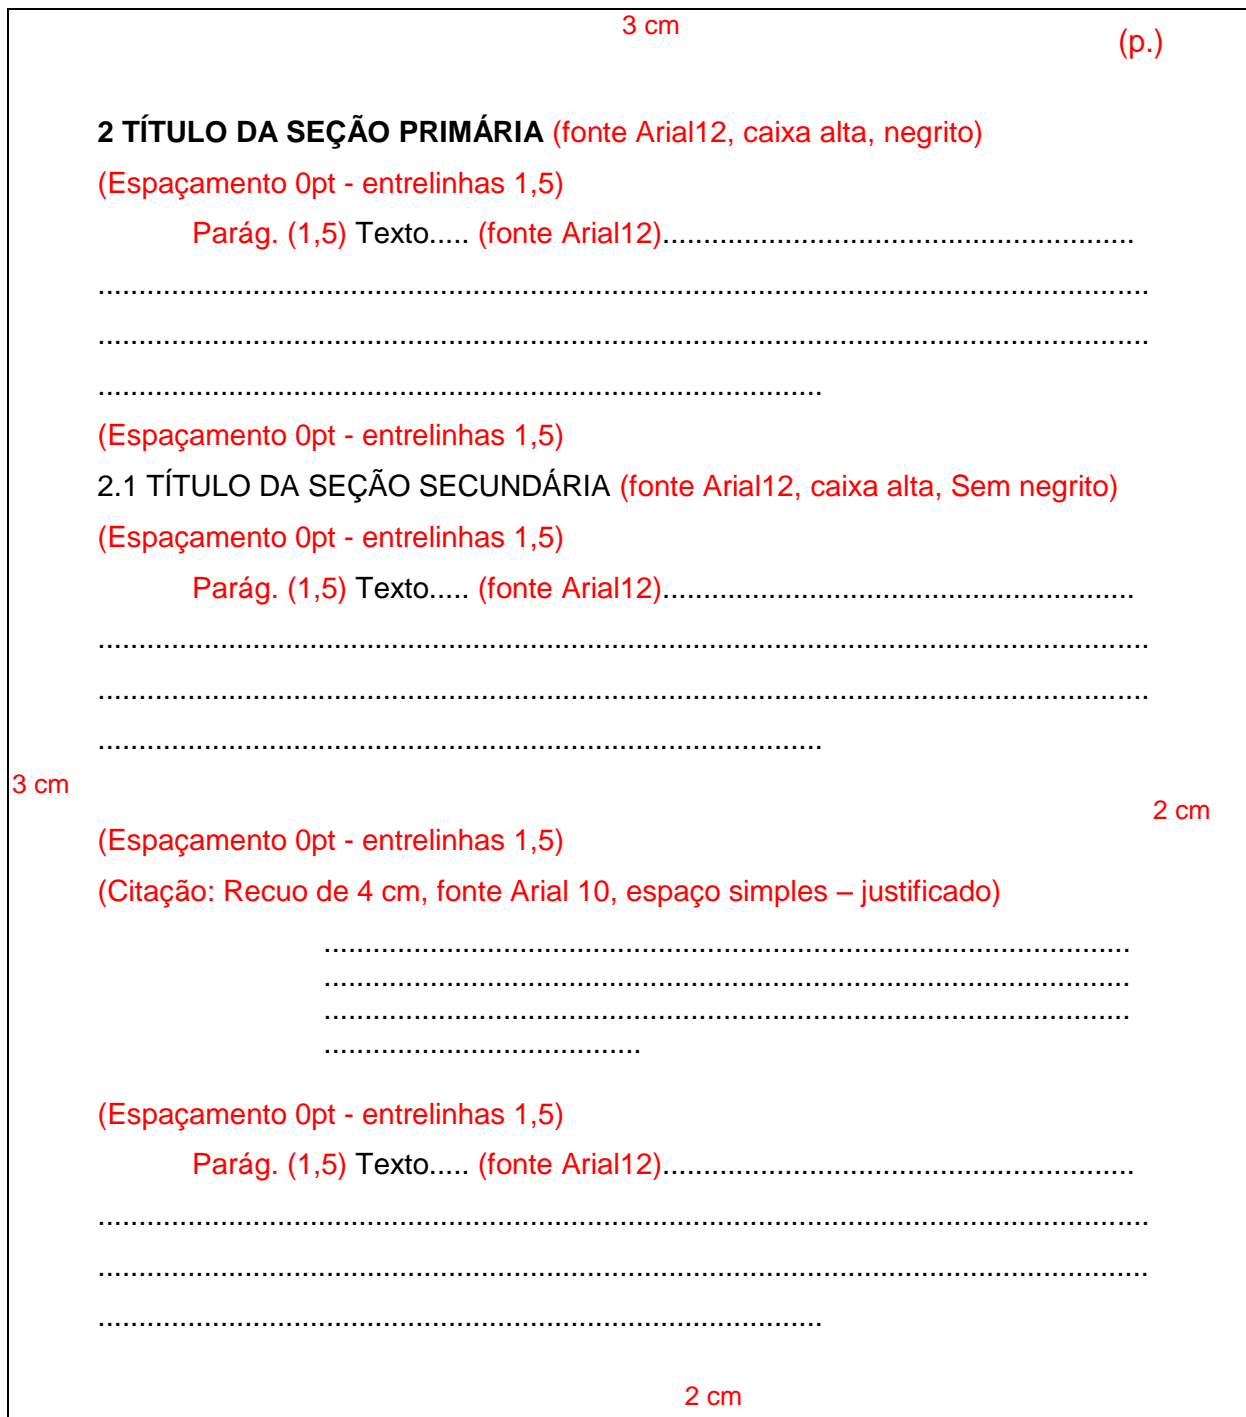 3 cm
(p.)
2 TÍTULO DA SEÇÃO PRIMÁRIA (fonte Arial12, caixa alta, negrito)
(Espaçamento 0pt - entrelinhas 1,5)
Parág. (1,5) Texto..... (fonte Arial12)..........................................................
.................................................................................................................................
.................................................................................................................................
.........................................................................................
(Espaçamento 0pt - entrelinhas 1,5)
2.1 TÍTULO DA SEÇÃO SECUNDÁRIA (fonte Arial12, caixa alta, Sem negrito)
(Espaçamento 0pt - entrelinhas 1,5)
Parág. (1,5) Texto..... (fonte Arial12)..........................................................
.................................................................................................................................
.................................................................................................................................
.........................................................................................
3 cm
2 cm
(Espaçamento 0pt - entrelinhas 1,5)
(Citação: Recuo de 4 cm, fonte Arial 10, espaço simples – justificado)
...................................................................................................
...................................................................................................
...................................................................................................
.......................................
(Espaçamento 0pt - entrelinhas 1,5)
Parág. (1,5) Texto..... (fonte Arial12)..........................................................
.................................................................................................................................
.................................................................................................................................
.........................................................................................
2 cm